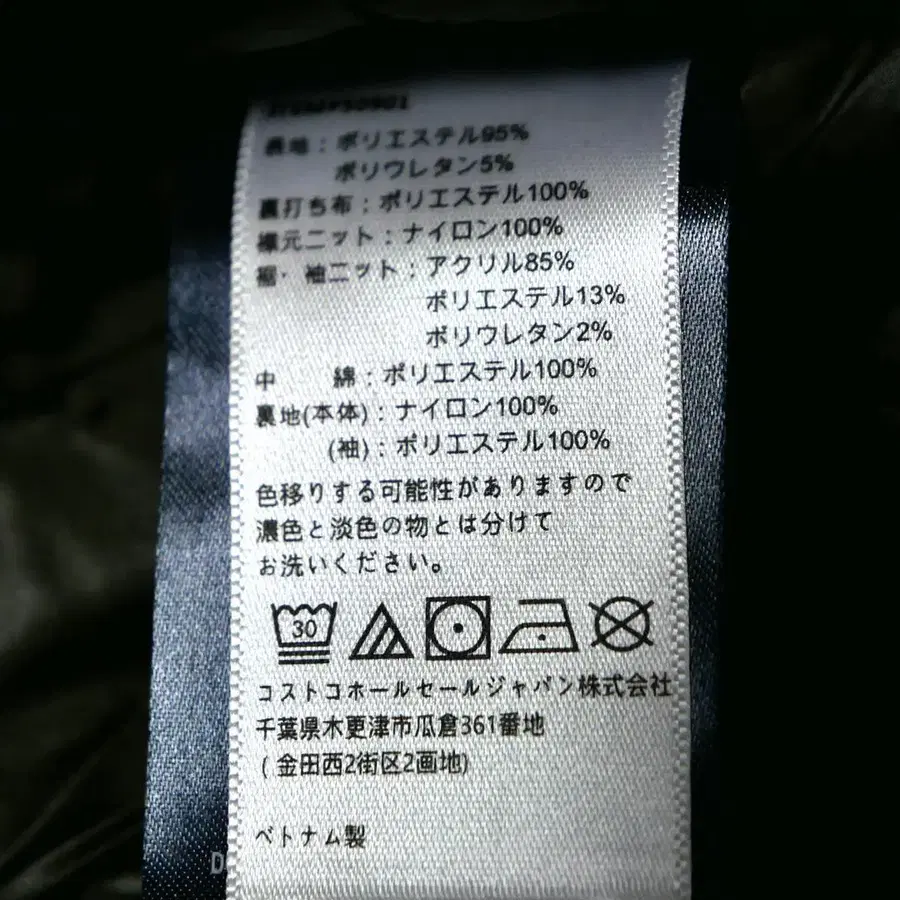 表地：ポリエステル95%
ポリウレタン5%
裏打ち布：ポリエステル100%
襟元ニット：ナイロン100%
裾・袖ニット：アクリル85%
ポリエステル13%
ポリウレタン2%
中　綿：ポリエステル100%
裏地(本体)：ナイロン100%
(袖)：ポリエステル100%
色移りする可能性がありますので
濃色と淡色の物とは分けて
お洗いください。
30
コストコホールセールジャパン株式会社
千葉県木更津市瓜倉361番地
(金田西2街区2画地)
ベトナム製